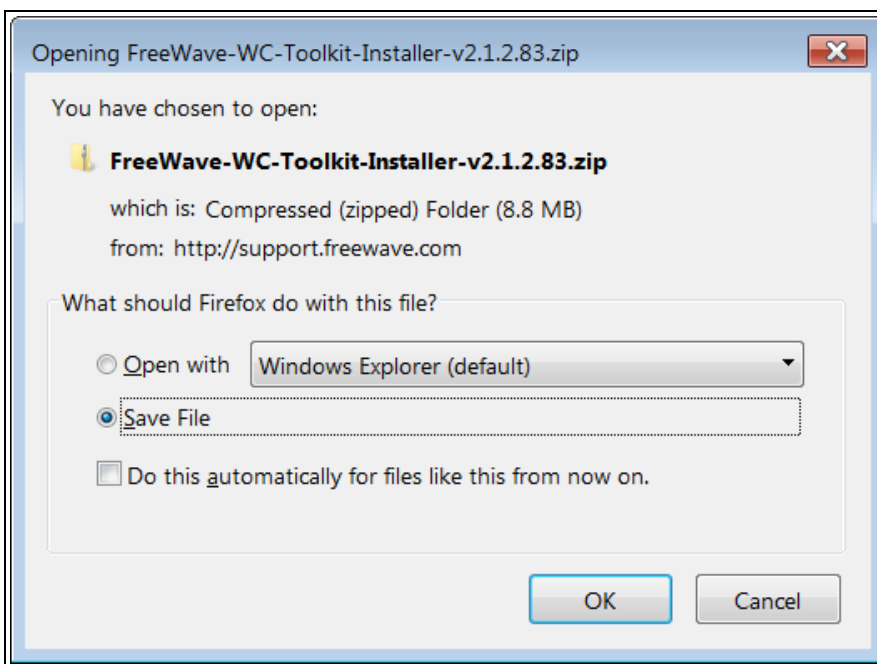 Opening FreeWave-WC-Toolkit-Installer-v2.1.2.83.zip
You have chosen to open:
FreeWave-WC-Toolkit-Installer-v2.1.2.83.zip
which is: Compressed (zipped) Folder (8.8 MB)
from: http://support.freewave.com
What should Firefox do with this file?
Open with Windows Explorer (default)
Save File
Do this automatically for files like this from now on.
OK Cancel